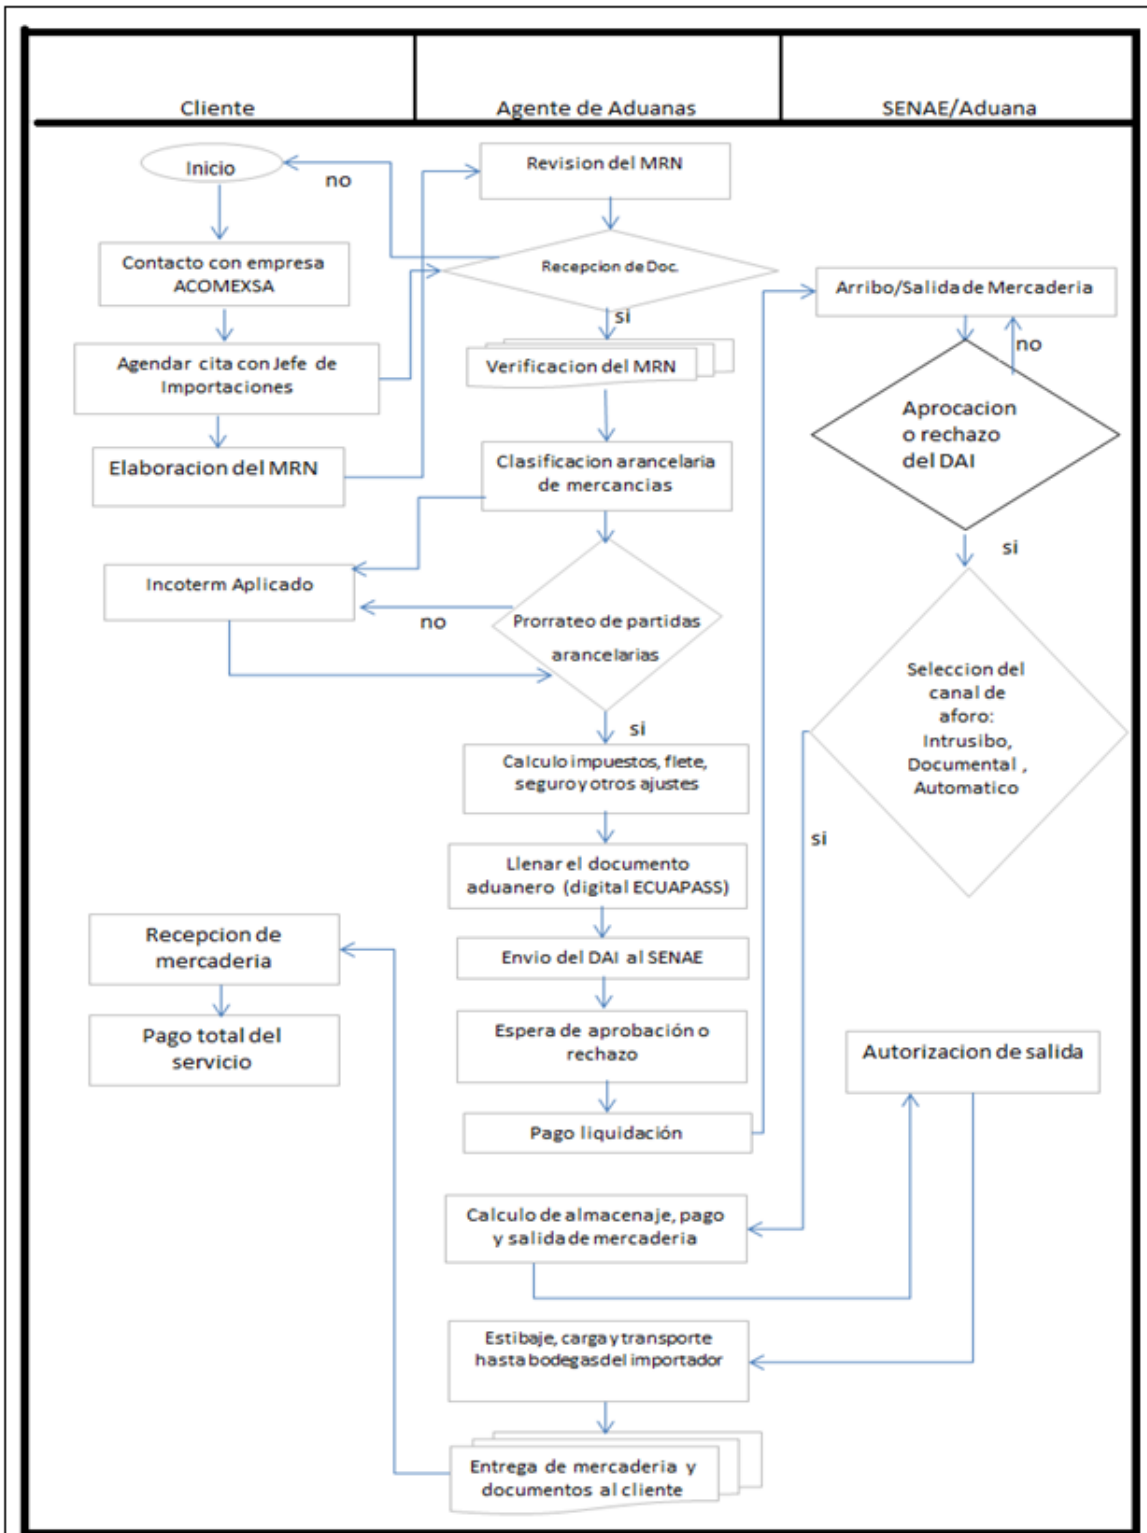 Cliente
Agente de Aduanas
SENAE/Aduana
Inicio
no
Contacto con empresa
ACOMEXSA
Agendar cita con Jefe de
Importaciones
Elaboracion del MRN
Incoterm Aplicado
Recepcion de
mercaderia
Pago total del
servicio
Revision del MRN
Recepcion de Doc.
si
Verificacion del MRN
Clasificacion arancelaria
de mercancias
no
Prorrateo de partidas
arancelarias
si
Calculo impuestos, flete,
seguro y otros ajustes
Llenar el documento
aduanero (digital ECUAPASS)
Envio del DAI al SENAE
Espera de aprobación o
rechazo
Pago liquidación
Calculo de almacenaje, pago
y salida de mercaderia
Estibaje, carga y transporte
hasta bodegas del importador
Entrega de mercaderia y
documentos al cliente
Arribo/Salida de Mercaderia
no
Aprocacion
o rechazo
del DAI
si
Seleccion del
canal de
aforo:
Intrusibo,
Documental ,
Automatico
si
Autorizacion de salida